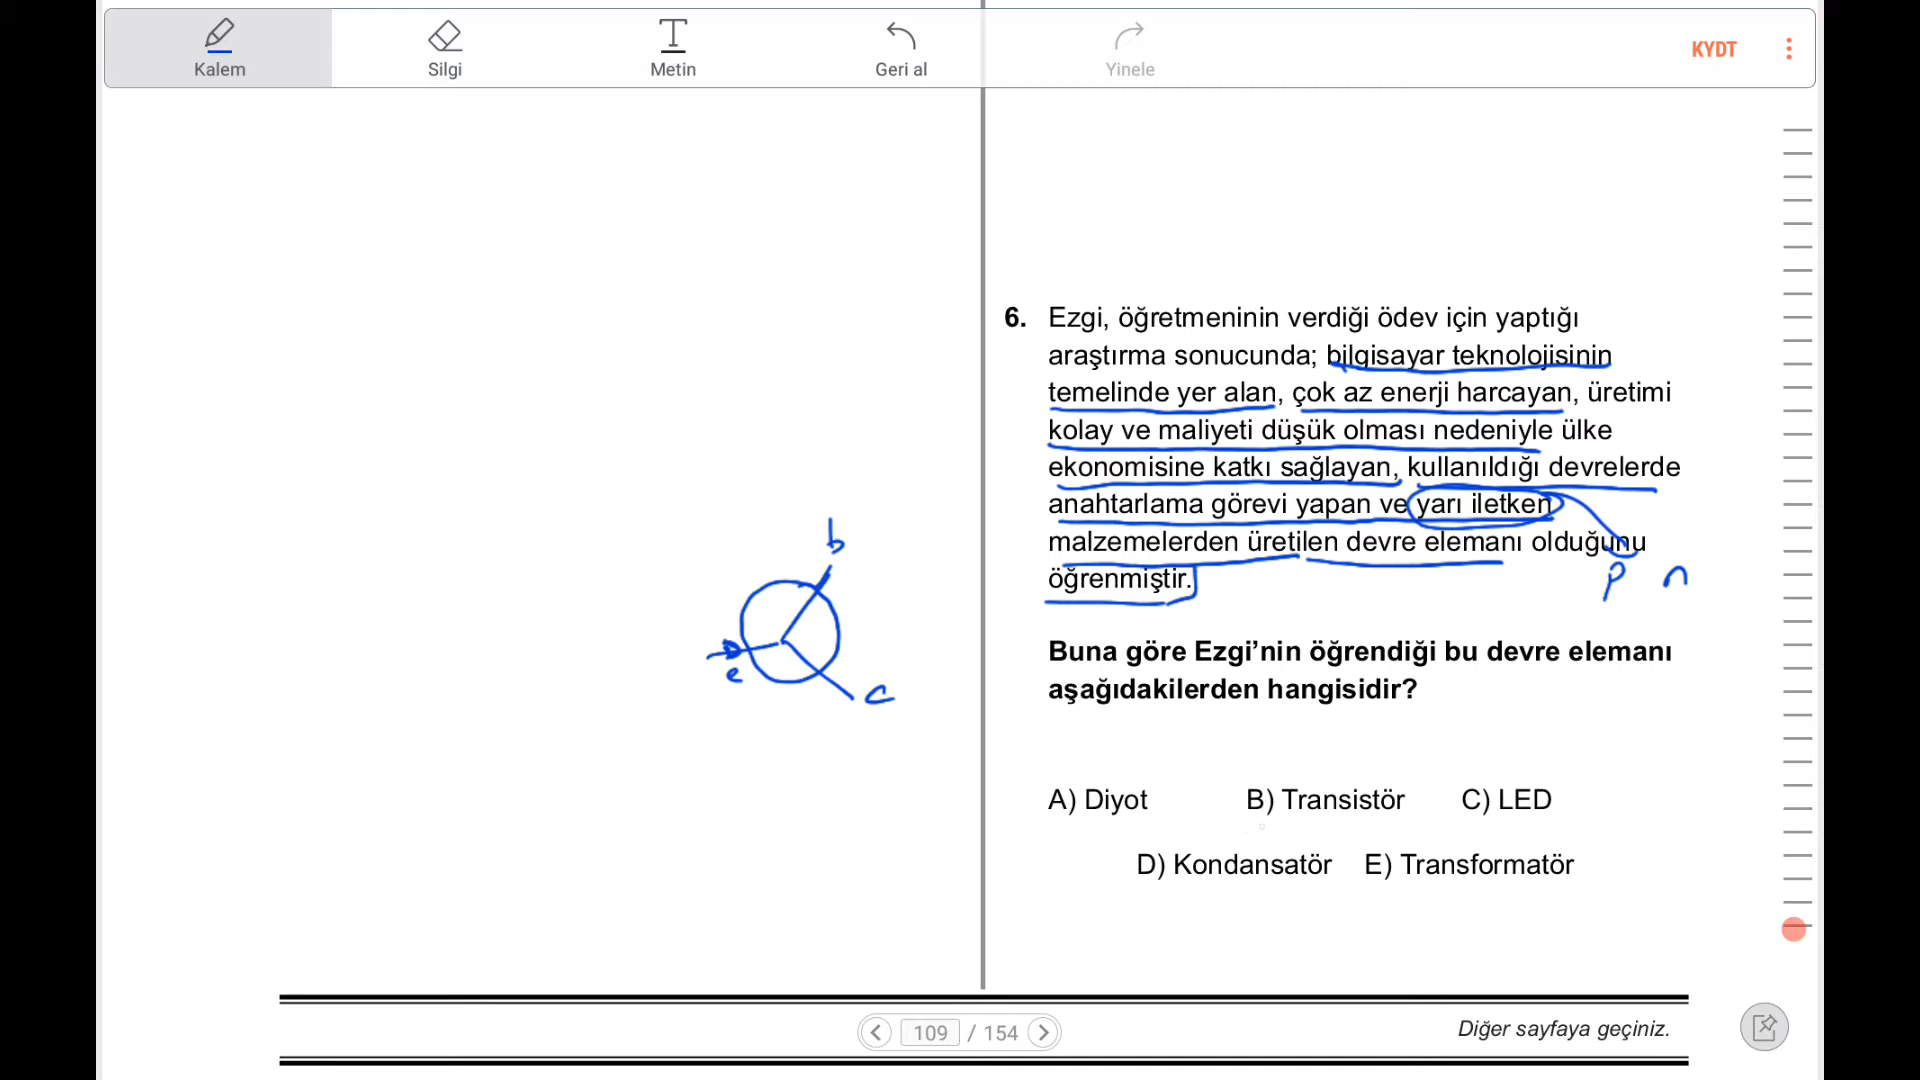 Kalem
Silgi
Metin
Geri al
Yinele
KYDT
6. Ezgi, öğretmeninin verdiği ödev için yaptığı
araştırma sonucunda; bilgisayar teknolojisinin
temelinde yer alan, çok az enerji harcayan, üretimi
kolay ve maliyeti düşük olması nedeniyle ülke
ekonomisine katkı sağlayan, kullanıldığı devrelerde
anahtarlama görevi yapan ve yarı iletken
malzemelerden üretilen devre elemanı olduğunu
öğrenmiştir.
p n
b
e
c
Buna göre Ezgi’nin öğrendiği bu devre elemanı
aşağıdakilerden hangisidir?
A) Diyot B) Transistör C) LED
D) Kondansatör E) Transformatör
109 / 154
Diğer sayfaya geçiniz.